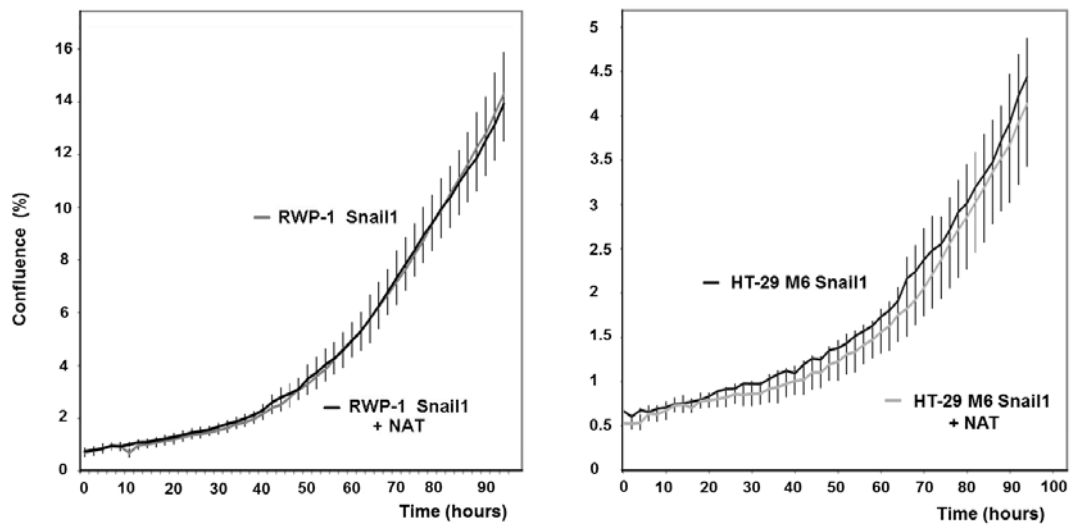 16
14
12
10
8
6
4
2
0
Confluence (%)
RWP-1 Snail1
RWP-1 Snail1
+ NAT
0 10 20 30 40 50 60 70 80 90
Time (hours)
5
4.5
4
3.5
3
2.5
2
1.5
1
0.5
0
HT-29 M6 Snail1
HT-29 M6 Snail1
+ NAT
0 10 20 30 40 50 60 70 80 90 100
Time (hours)